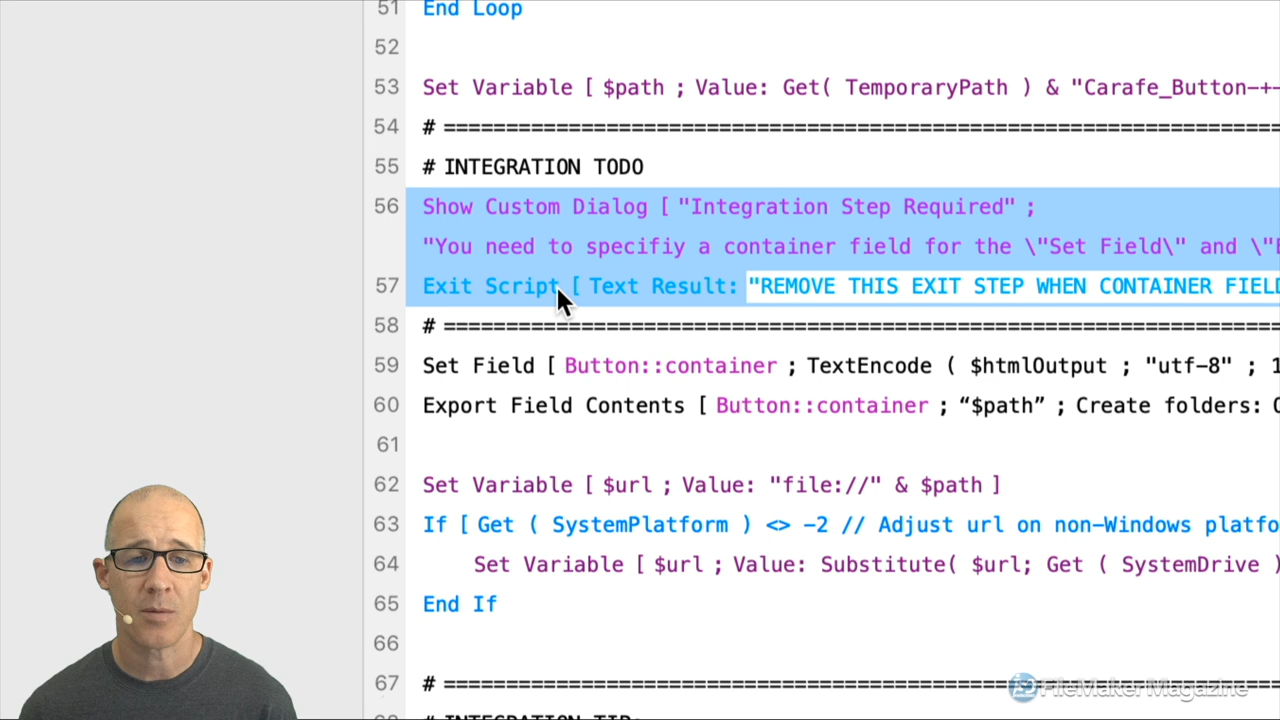 51 End Loop
52
53 Set Variable [ $path ; Value: Get( TemporaryPath ) & "Carafe_Button-+-
54 # ================================================================
55 # INTEGRATION TODO
56 Show Custom Dialog [ "Integration Step Required" ;
"You need to specifiy a container field for the \"Set Field\" and \"E
57 Exit Script [ Text Result: "REMOVE THIS EXIT STEP WHEN CONTAINER FIELD
58 # ================================================================
59 Set Field [ Button::container ; TextEncode ( $htmlOutput ; "utf-8" ; 1
60 Export Field Contents [ Button::container ; “$path” ; Create folders: O
61
62 Set Variable [ $url ; Value: "file://" & $path ]
63 If [ Get ( SystemPlatform ) <> -2 // Adjust url on non-Windows platfo
64 Set Variable [ $url ; Value: Substitute( $url; Get ( SystemDrive )
65 End If
66
67 # ================================================================
# INTEGRATION TIP:
FileMakerMagazine